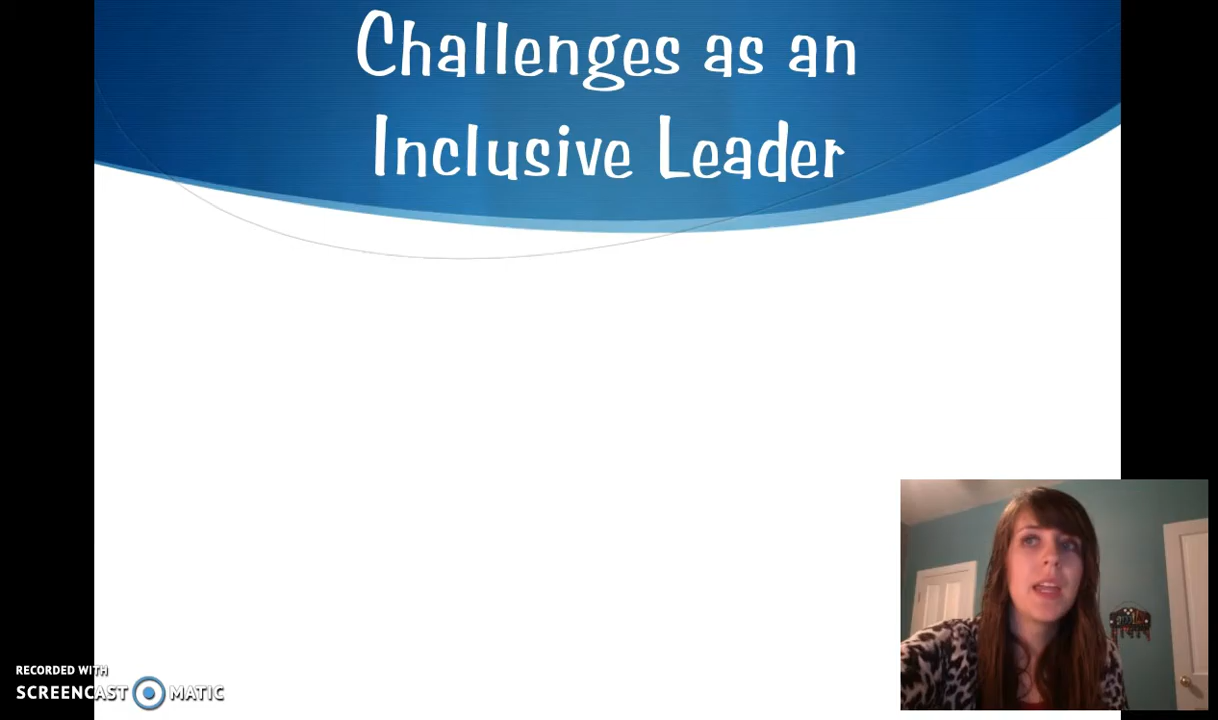 Challenges as an
Inclusive Leader
RECORDED WITH
SCREENCAST MATIC